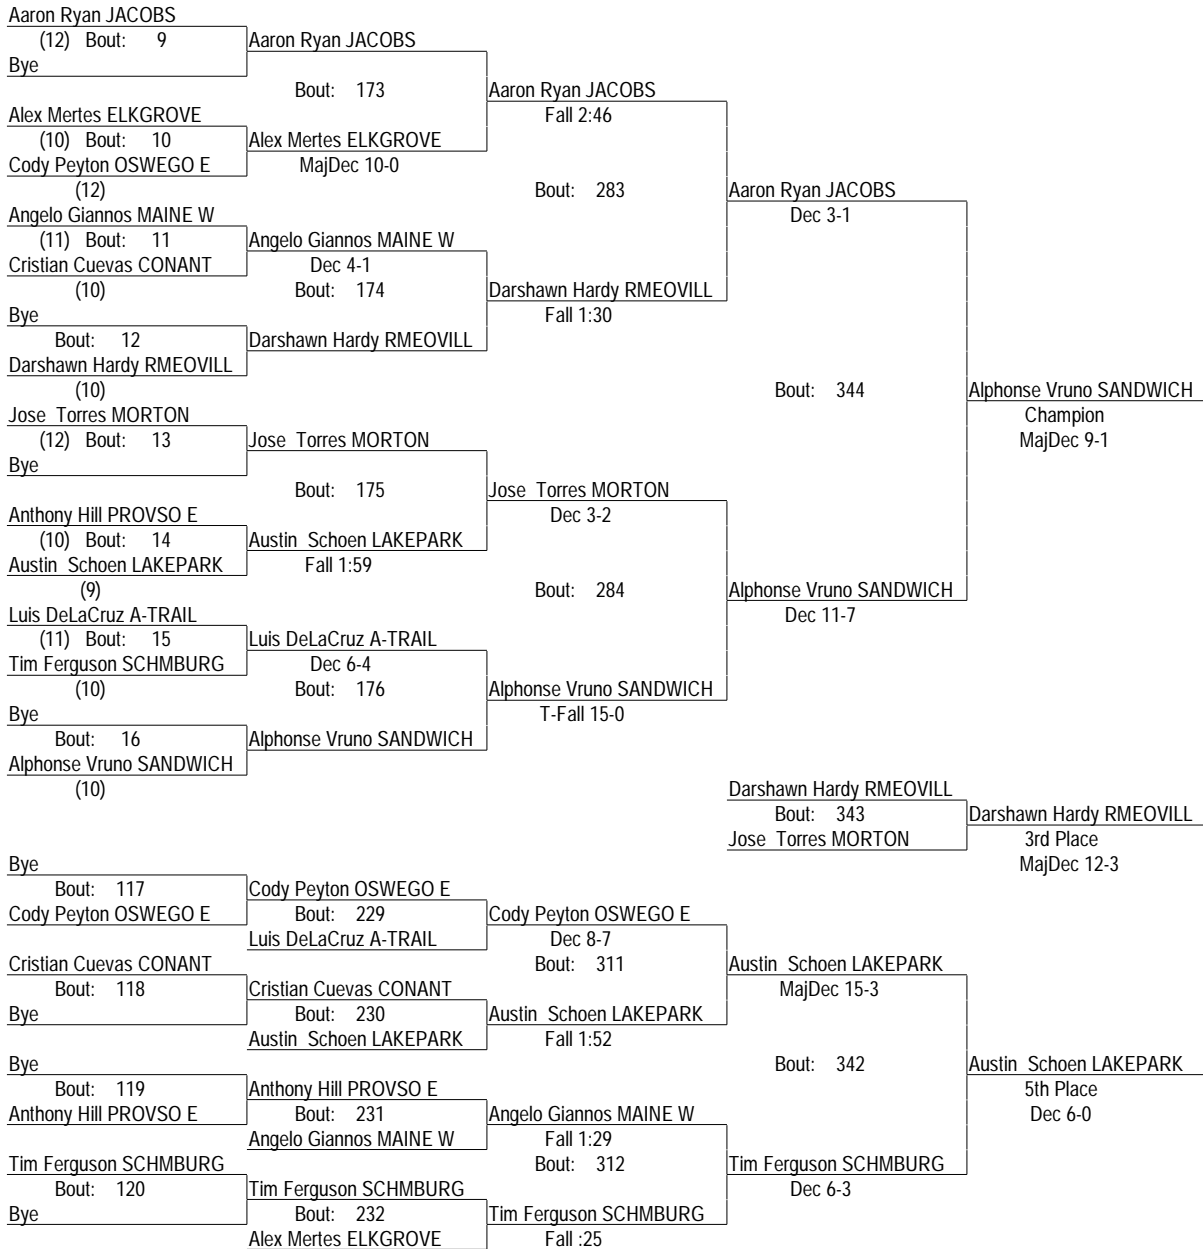 Aaron Ryan JACOBS
(12) Bout: 9 Aaron Ryan JACOBS
Bye
Bout: 173 Aaron Ryan JACOBS
Alex Mertes ELKGROVE Fall 2:46
(10) Bout: 10 Alex Mertes ELKGROVE
Cody Peyton OSWEGO E MajDec 10-0
(12) Bout: 283 Aaron Ryan JACOBS
Angelo Giannos MAINE W Dec 3-1
(11) Bout: 11 Angelo Giannos MAINE W
Cristian Cuevas CONANT Dec 4-1
(10) Bout: 174 Darshawn Hardy RMEOVILL
Bye Fall 1:30
Bout: 12 Darshawn Hardy RMEOVILL
Darshawn Hardy RMEOVILL
(10) Bout: 344 Alphonse Vruno SANDWICH
Jose Torres MORTON Champion
(12) Bout: 13 Jose Torres MORTON MajDec 9-1
Bye
Bout: 175 Jose Torres MORTON
Anthony Hill PROVSO E Dec 3-2
(10) Bout: 14 Austin Schoen LAKEPARK
Austin Schoen LAKEPARK Fall 1:59
(9) Bout: 284 Alphonse Vruno SANDWICH
Luis DeLaCruz A-TRAIL Dec 11-7
(11) Bout: 15 Luis DeLaCruz A-TRAIL
Tim Ferguson SCHMBURG Dec 6-4
(10) Bout: 176 Alphonse Vruno SANDWICH
Bye T-Fall 15-0
Bout: 16 Alphonse Vruno SANDWICH
Alphonse Vruno SANDWICH
(10) Darshawn Hardy RMEOVILL
Bout: 343 Darshawn Hardy RMEOVILL
Jose Torres MORTON 3rd Place
Bye MajDec 12-3
Bout: 117 Cody Peyton OSWEGO E
Cody Peyton OSWEGO E Bout: 229 Cody Peyton OSWEGO E
Luis DeLaCruz A-TRAIL Dec 8-7
Cristian Cuevas CONANT Bout: 311 Austin Schoen LAKEPARK
Bout: 118 Cristian Cuevas CONANT MajDec 15-3
Bye Bout: 230 Austin Schoen LAKEPARK
Austin Schoen LAKEPARK Fall 1:52
Bye Bout: 342 Austin Schoen LAKEPARK
Bout: 119 Anthony Hill PROVSO E 5th Place
Anthony Hill PROVSO E Bout: 231 Angelo Giannos MAINE W Dec 6-0
Angelo Giannos MAINE W Fall 1:29
Tim Ferguson SCHMBURG Bout: 312 Tim Ferguson SCHMBURG
Bout: 120 Tim Ferguson SCHMBURG Dec 6-3
Bye Bout: 232 Tim Ferguson SCHMBURG
Alex Mertes ELKGROVE Fall :25